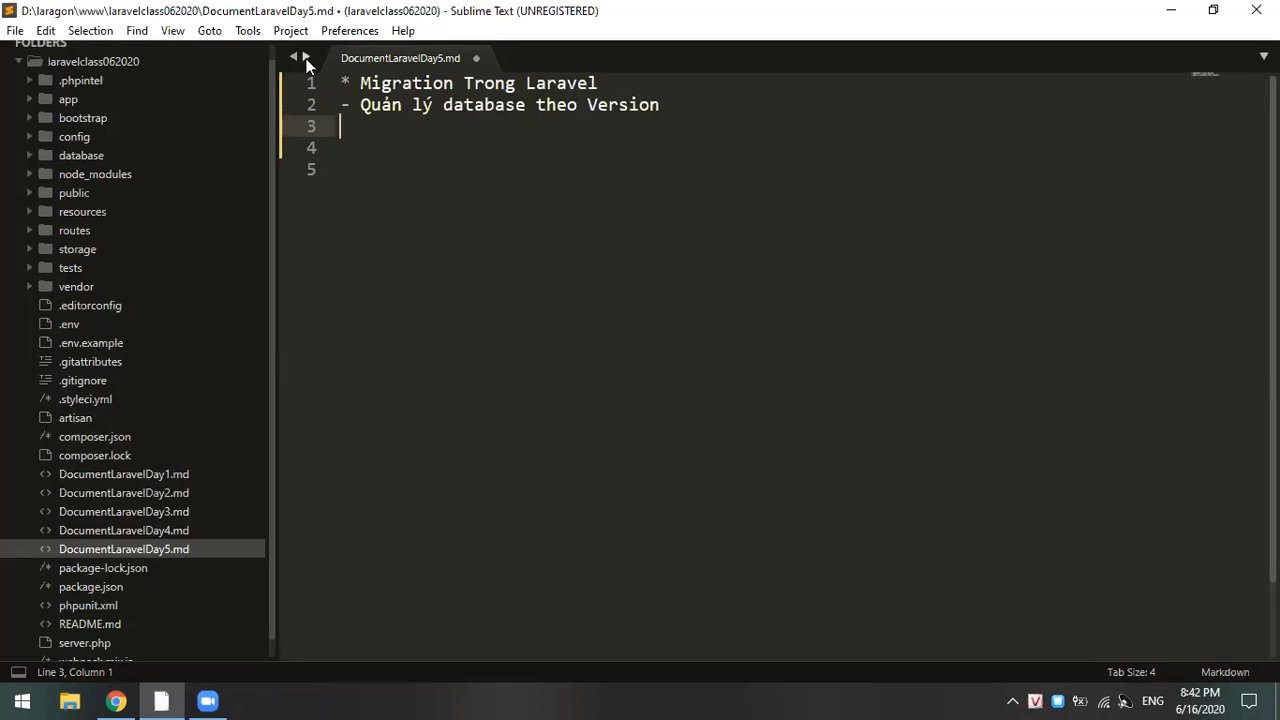 D:\laragon\www\laravelclass062020\DocumentLaravelDay5.md • (laravelclass062020) - Sublime Text (UNREGISTERED)
File Edit Selection Find View Goto Tools Project Preferences Help
FOLDERS
laravelclass062020
.phpintel
app
bootstrap
config
database
node_modules
public
resources
routes
storage
tests
vendor
.editorconfig
.env
.env.example
.gitattributes
.gitignore
.styleci.yml
artisan
composer.json
composer.lock
DocumentLaravelDay1.md
DocumentLaravelDay2.md
DocumentLaravelDay3.md
DocumentLaravelDay4.md
DocumentLaravelDay5.md
package-lock.json
package.json
phpunit.xml
README.md
server.php
webpack.mix.js
DocumentLaravelDay5.md
1 * Migration Trong Laravel
2 - Quản lý database theo Version
3
4
5
Line 3, Column 1
Tab Size: 4
Markdown
ENG
8:42 PM
6/16/2020